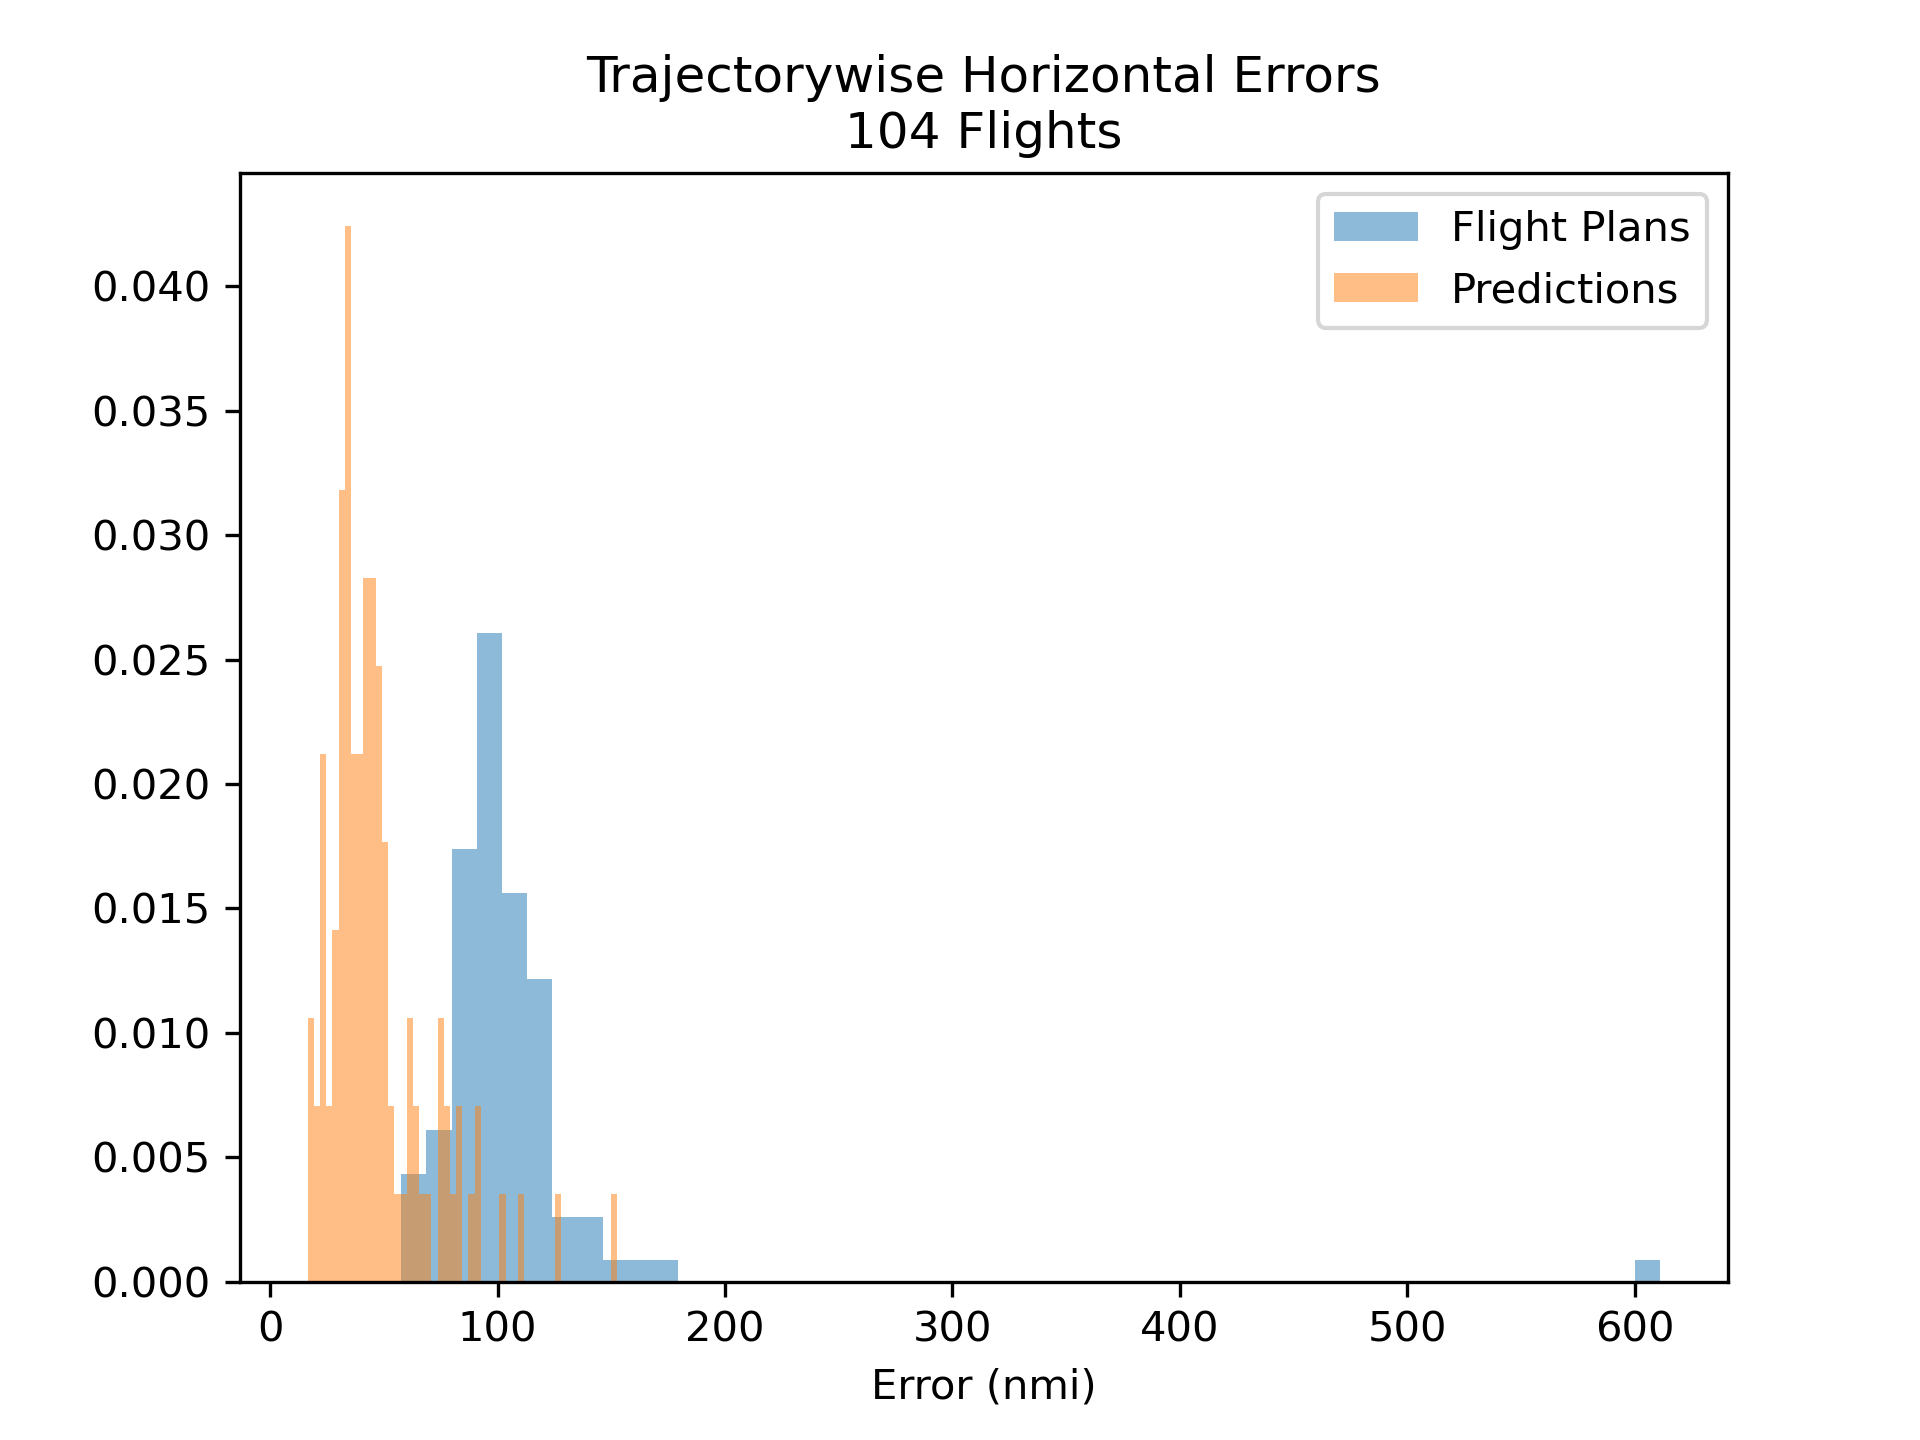 Trajectorywise Horizontal Errors
104 Flights
Flight Plans
Predictions
0.040
0.035
0.030
0.025
0.020
0.015
0.010
0.005
0.000
0 100 200 300 400 500 600
Error (nmi)